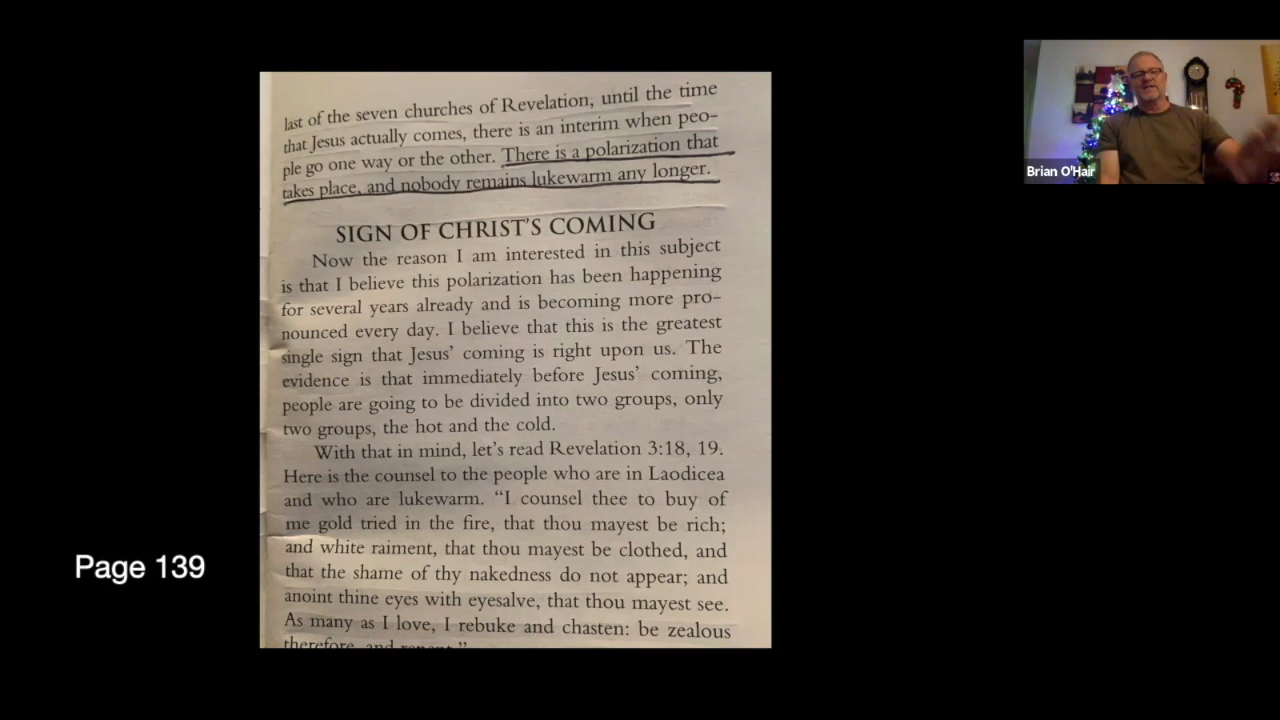 last of the seven churches of Revelation, until the time
that Jesus actually comes, there is an interim when peo-
ple go one way or the other. There is a polarization that
takes place, and nobody remains lukewarm any longer.
SIGN OF CHRIST'S COMING
Now the reason I am interested in this subject
is that I believe this polarization has been happening
for several years already and is becoming more pro-
nounced every day. I believe that this is the greatest
single sign that Jesus' coming is right upon us. The
evidence is that immediately before Jesus' coming,
people are going to be divided into two groups, only
two groups, the hot and the cold.
With that in mind, let's read Revelation 3:18, 19.
Here is the counsel to the people who are in Laodicea
and who are lukewarm. “I counsel thee to buy of
me gold tried in the fire, that thou mayest be rich;
and white raiment, that thou mayest be clothed, and
that the shame of thy nakedness do not appear; and
anoint thine eyes with eyesalve, that thou mayest see.
As many as I love, I rebuke and chasten: be zealous
therefore, and repent.”
Page 139
Brian O'Hair